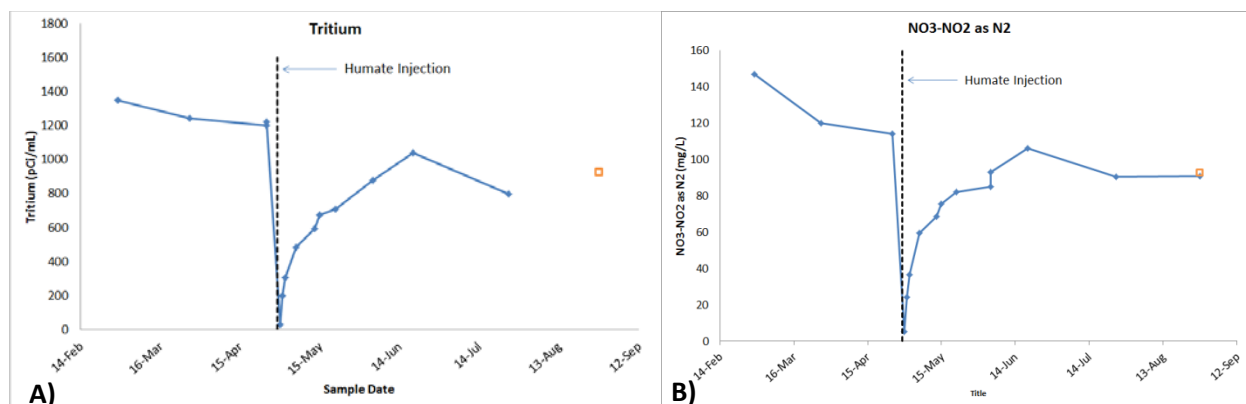 Tritium
Humate Injection
Tritium (pCi/mL)
1800
1600
1400
1200
1000
800
600
400
200
0
14-Feb
16-Mar
15-Apr
15-May
14-Jun
14-Jul
13-Aug
12-Sep
Sample Date
A)
NO3-NO2 as N2
Humate Injection
NO3-NO2 as N2 (mg/L)
160
140
120
100
80
60
40
20
0
14-Feb
16-Mar
15-Apr
15-May
14-Jun
14-Jul
13-Aug
12-Sep
Title
B)